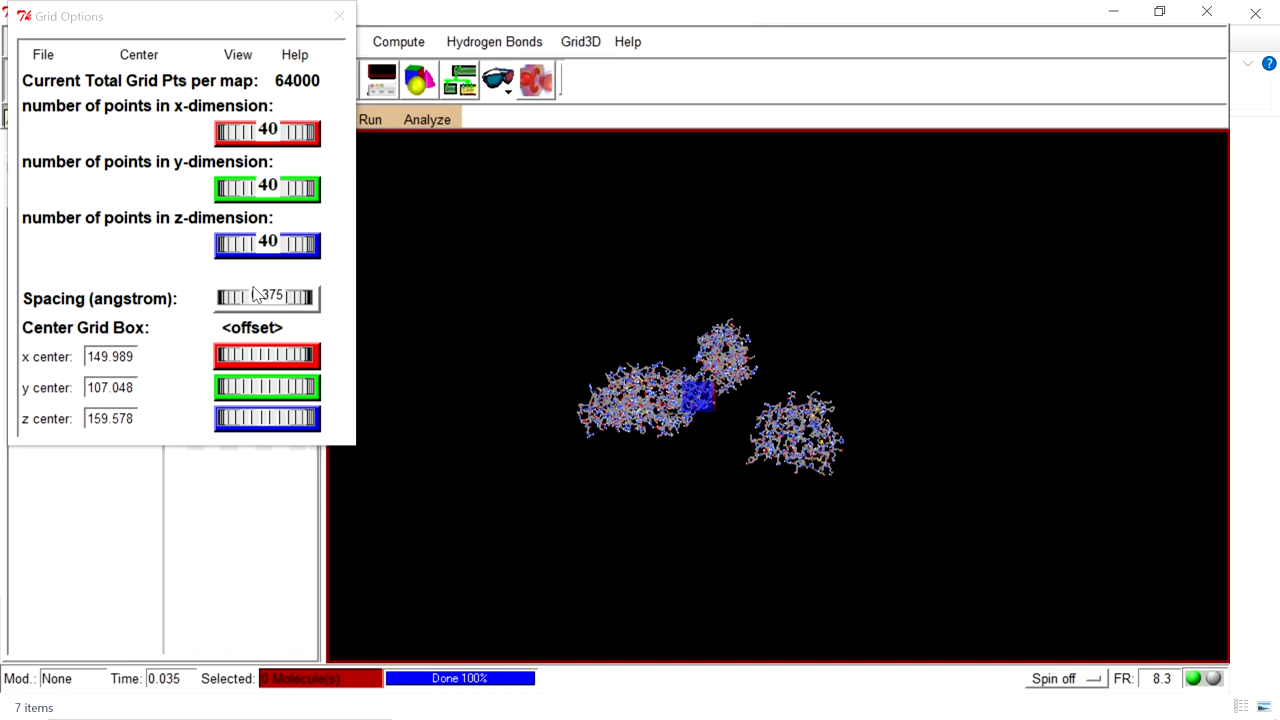 Grid Options
File Center View Help
Current Total Grid Pts per map: 64000
number of points in x-dimension:
40
number of points in y-dimension:
40
number of points in z-dimension:
40
Spacing (angstrom): 375
Center Grid Box: <offset>
x center: 149.989
y center: 107.048
z center: 159.578
Compute Hydrogen Bonds Grid3D Help
Run Analyze
Mod.: None Time: 0.035 Selected: 0 Molecule(s) Done 100% Spin off FR: 8.3
7 items